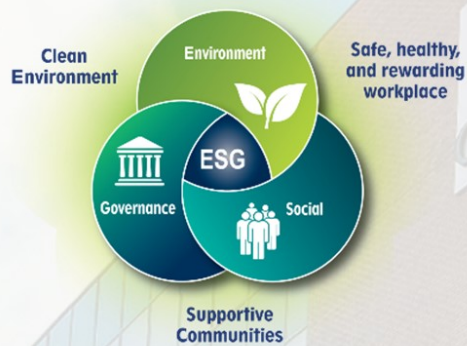 Clean
Environment
Environment
Safe, healthy,
and rewarding
workplace
ESG
Governance
Social
Supportive
Communities